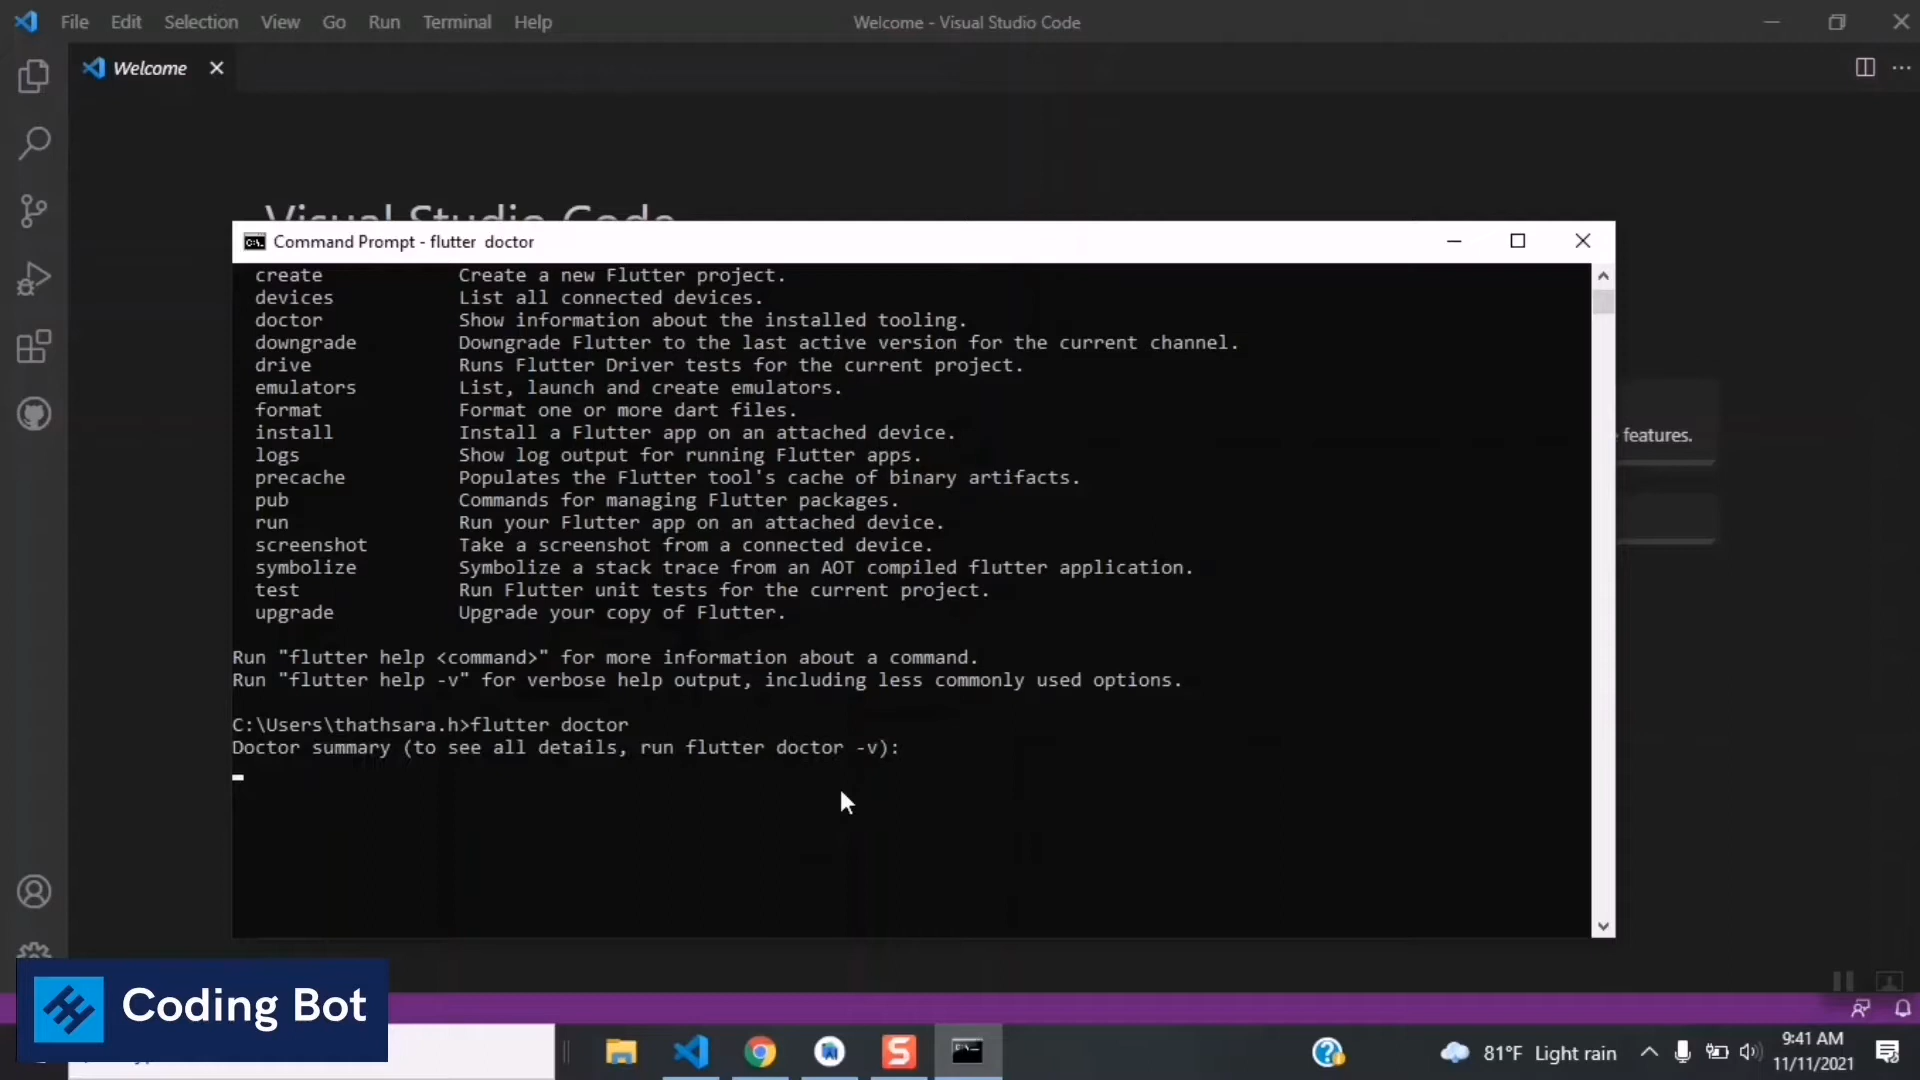 File Edit Selection View Go Run Terminal Help
Welcome - Visual Studio Code
Welcome
Visual Studio Code
Command Prompt - flutter doctor
create Create a new Flutter project.
devices List all connected devices.
doctor Show information about the installed tooling.
downgrade Downgrade Flutter to the last active version for the current channel.
drive Runs Flutter Driver tests for the current project.
emulators List, launch and create emulators.
format Format one or more dart files.
install Install a Flutter app on an attached device.
features.
logs Show log output for running Flutter apps.
precache Populates the Flutter tool's cache of binary artifacts.
pub Commands for managing Flutter packages.
run Run your Flutter app on an attached device.
screenshot Take a screenshot from a connected device.
symbolize Symbolize a stack trace from an AOT compiled flutter application.
test Run Flutter unit tests for the current project.
upgrade Upgrade your copy of Flutter.
Run "flutter help <command>" for more information about a command.
Run "flutter help -v" for verbose help output, including less commonly used options.
C:\Users\thathsara.h>flutter doctor
Doctor summary (to see all details, run flutter doctor -v):
Coding Bot
81°F Light rain
9:41 AM
11/11/2021